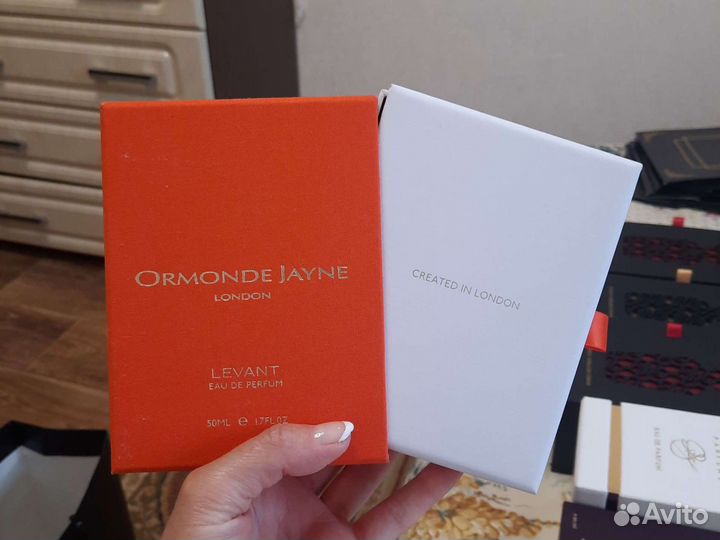 ORMONDE JAYNE
LONDON
LEVANT
EAU DE PERFUM
50ML e 1.7FL OZ
CREATED IN LONDON
EAU DE PARFUM
Avito